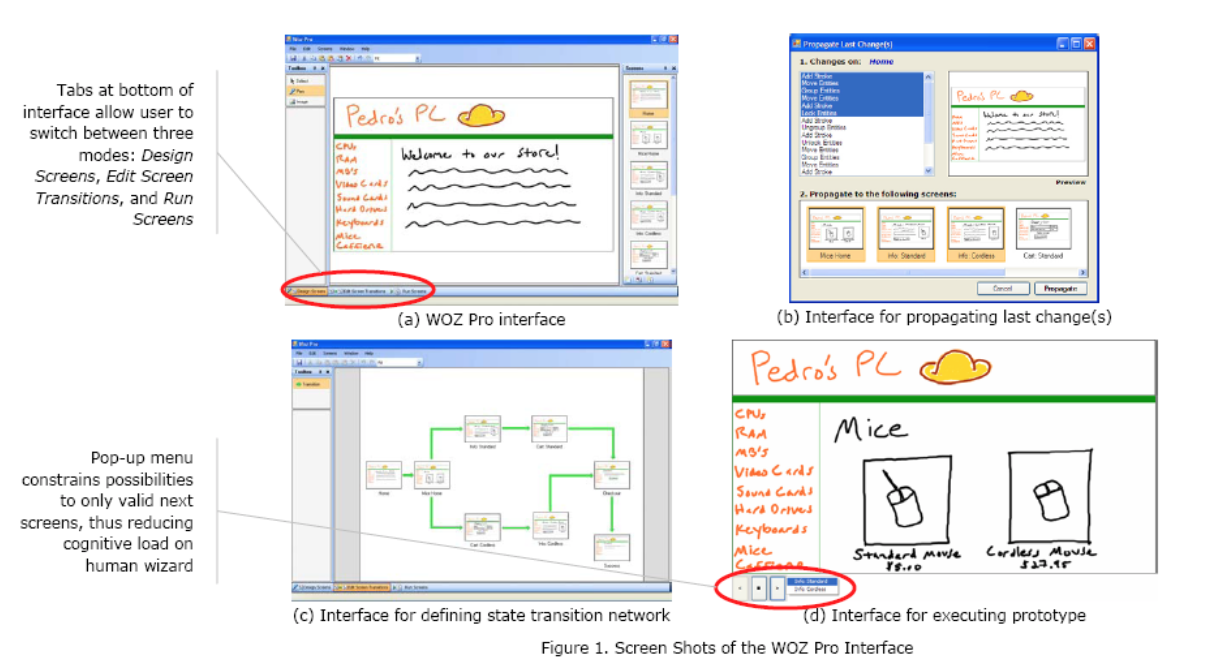 Tabs at bottom of
interface allow user to
switch between three
modes: Design
Screens, Edit Screen
Transitions, and Run
Screens
Woz Pro
File Edit Screens Window Help
Toolbox
Select
Pen
Image
Pedro's PC
CPUs
RAM
MB's
Video Cards
Sound Cards
Hard Drives
Keyboards
Mice
Caffeine
Welcome to our store!
Screens
Home
Mice Home
Info: Standard
Info: Cordless
Cart: Standard
Design Screens Edit Screen Transitions Run Screens
(a) WOZ Pro interface
Propagate Last Change(s)
1. Changes on: Home
Add Stroke
Move Entities
Group Entities
Move Entities
Add Stroke
Lock Entities
Add Stroke
Ungroup Entities
Add Stroke
Unlock Entities
Move Entities
Group Entities
Move Entities
Add Stroke
Pedro's PC
Welcome to our store!
Preview
2. Propagate to the following screens:
Mice Home
Info: Standard
Info: Cordless
Cart: Standard
Cancel
Propagate
(b) Interface for propagating last change(s)
Pop-up menu
constrains possibilities
to only valid next
screens, thus reducing
cognitive load on
human wizard
Woz Pro
File Edit Screens Window Help
Toolbox
Transition
Info: Standard
Cart: Standard
Home
Mice Home
Checkout
Cart: Cordless
Info: Cordless
Success
Design Screens Edit Screen Transitions Run Screens
(c) Interface for defining state transition network
Pedro's PC
CPUs
RAM
MB's
Video Cards
Sound Cards
Hard Drives
Keyboards
Mice
Caffeine
Mice
Standard Mouse
Cordless Mouse
$27.95
Info: Standard
Info: Cordless
(d) Interface for executing prototype
Figure 1. Screen Shots of the WOZ Pro Interface